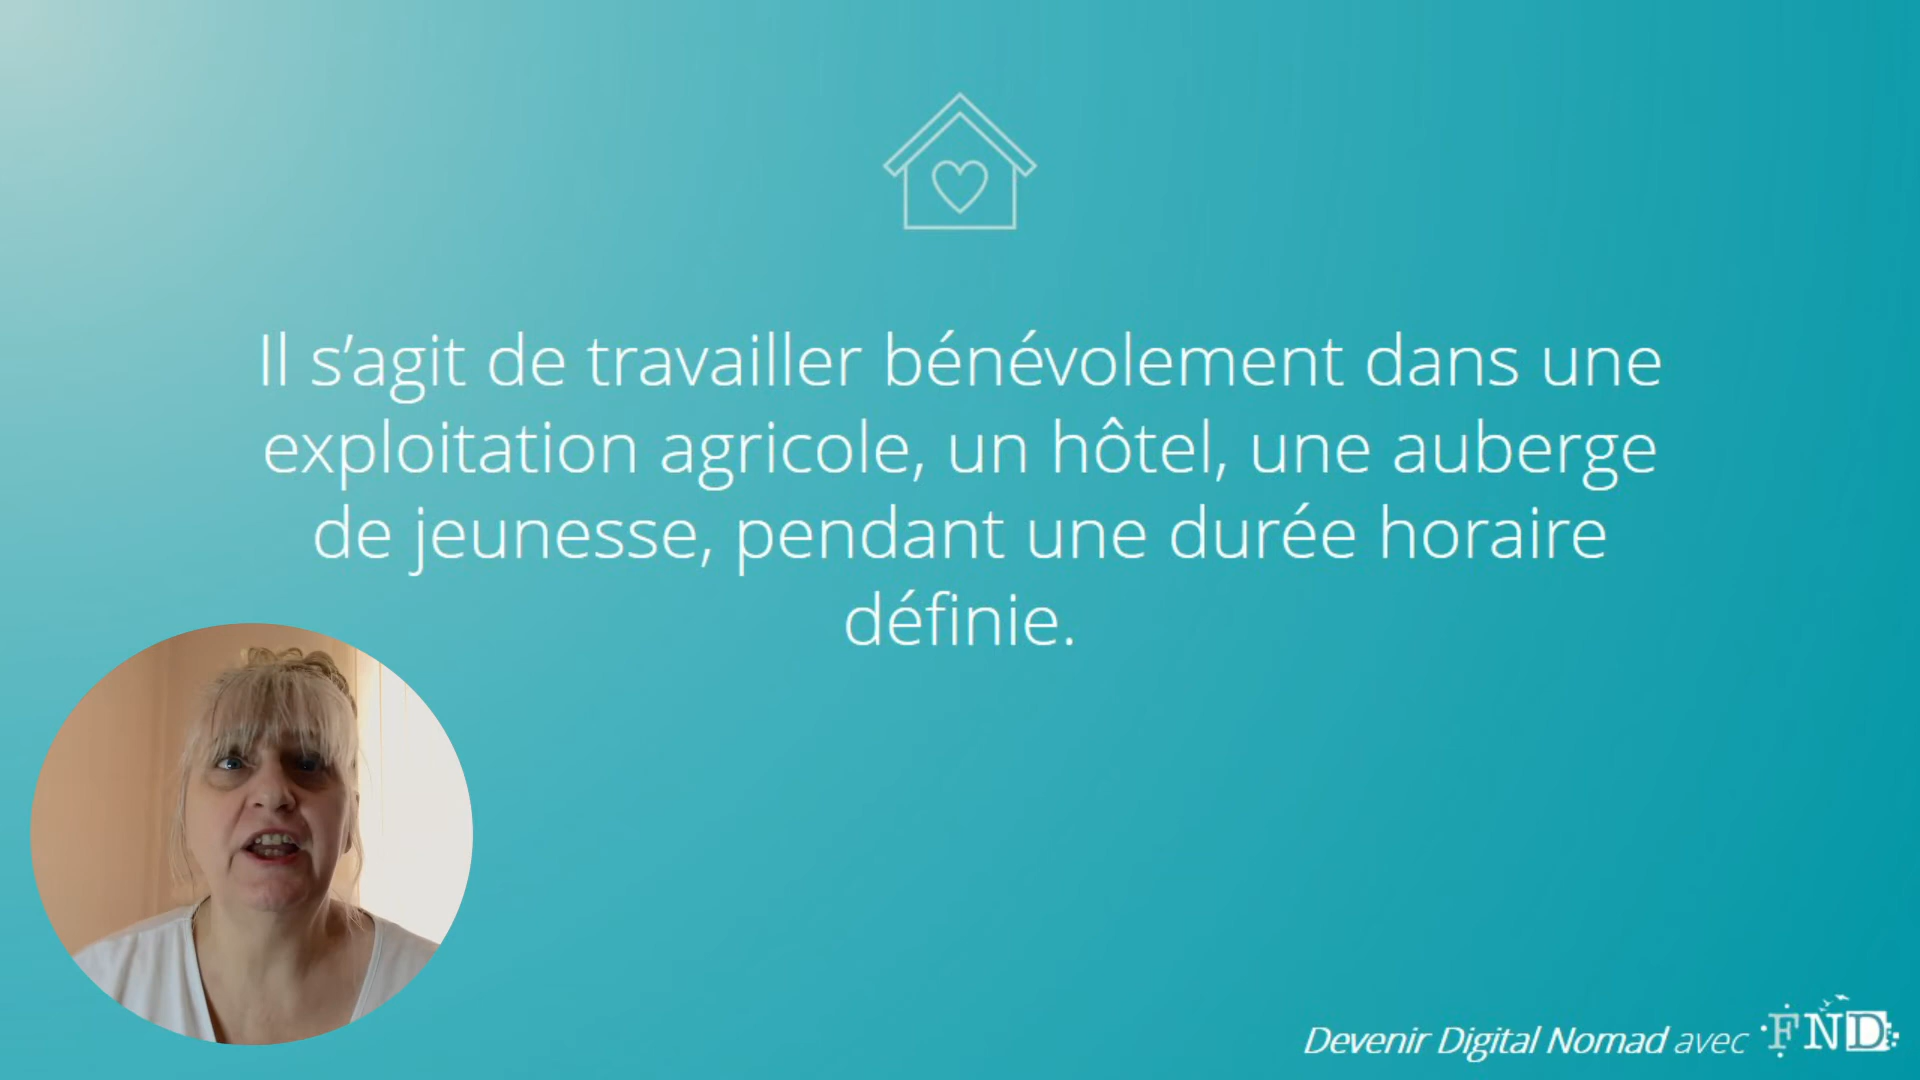 Il s’agit de travailler bénévolement dans une
exploitation agricole, un hôtel, une auberge
de jeunesse, pendant une durée horaire
définie.
Devenir Digital Nomad avec FND